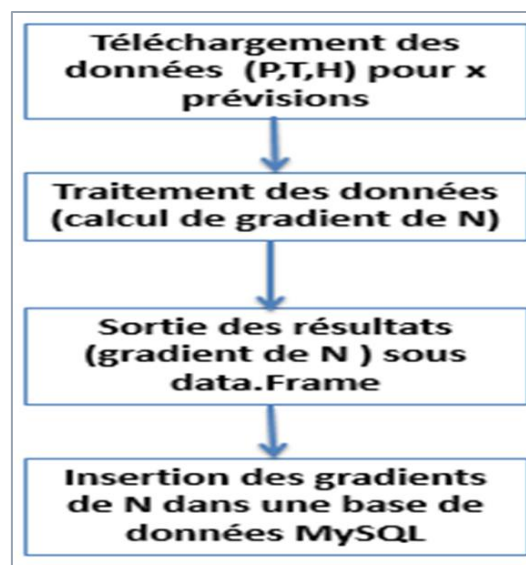 Téléchargement des
données (P,T,H) pour x
prévisions
Traitement des données
(calcul de gradient de N)
Sortie des résultats
(gradient de N ) sous
data.Frame
Insertion des gradients
de N dans une base de
données MySQL